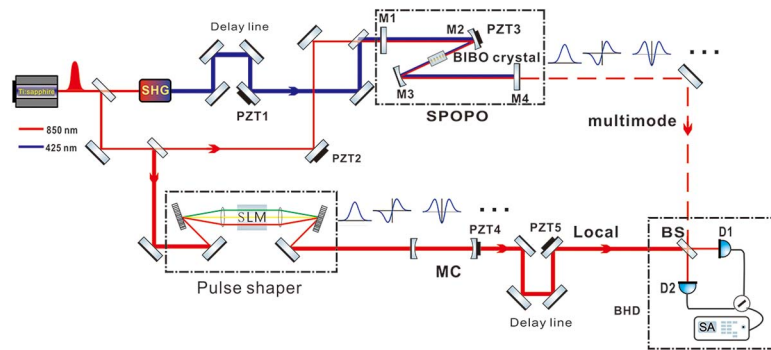 Delay line
M1
M2
PZT3
Ti:sapphire
SHG
BIBO crystal
PZT1
M3
M4
SPOPO
850 nm
425 nm
PZT2
multimode
SLM
PZT4
PZT5
Local
BS
D1
MC
D2
Pulse shaper
Delay line
BHD
SA